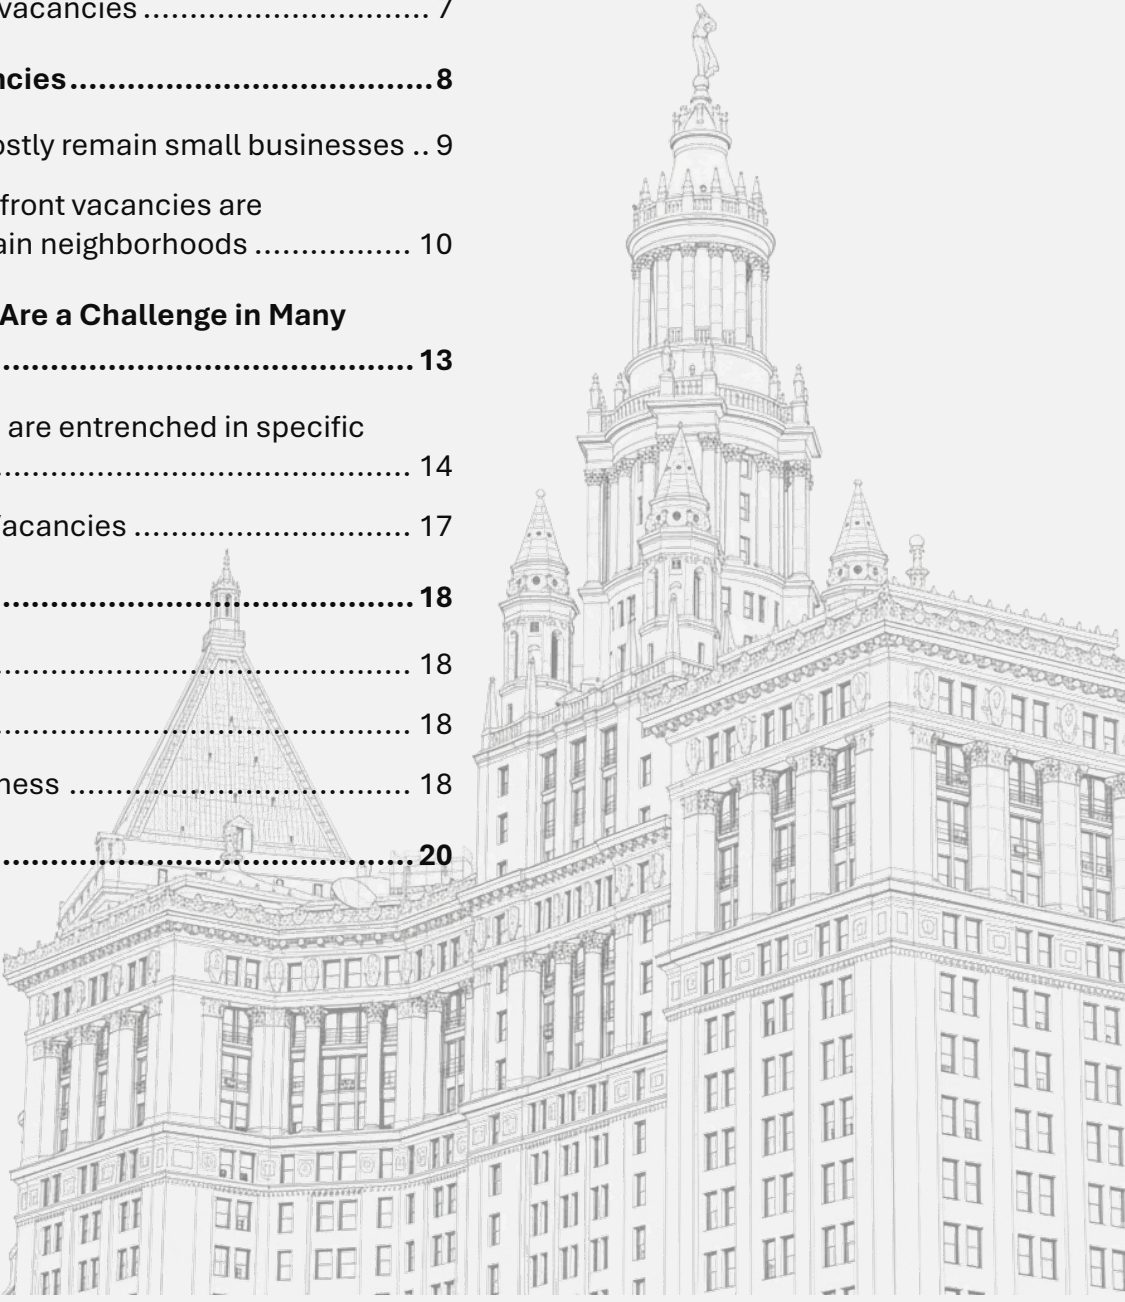 vacancies ................................ 7
ncies ...................................... 8
ostly remain small businesses .. 9
front vacancies are
ain neighborhoods ................ 10
Are a Challenge in Many
........................................... 13
are entrenched in specific
........................................... 14
acancies ............................... 17
........................................... 18
........................................... 18
........................................... 18
ness ...................................... 18
........................................... 20